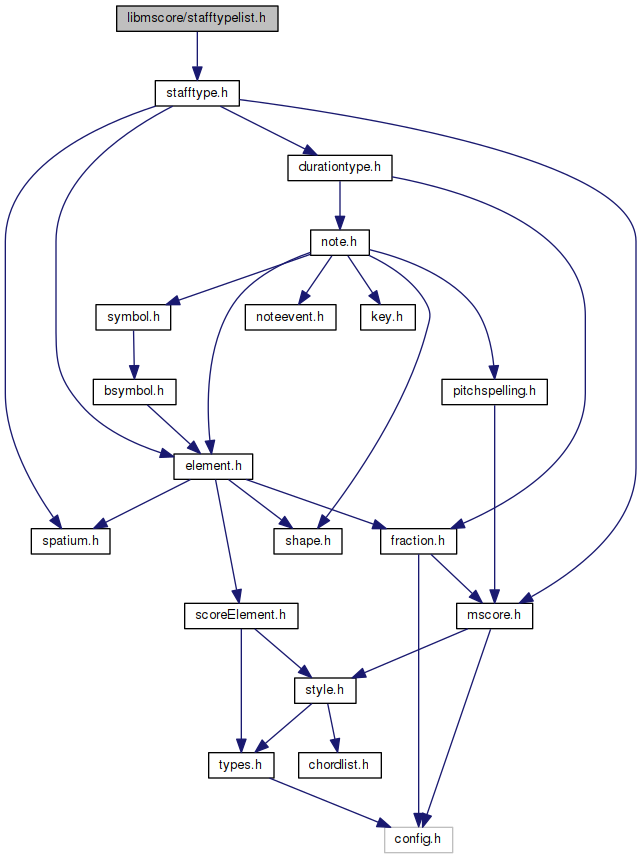 libmscore/stafftypelist.h
stafftype.h
durationtype.h
note.h
symbol.h
noteevent.h
key.h
bsymbol.h
pitchspelling.h
element.h
spatium.h
shape.h
fraction.h
scoreElement.h
mscore.h
style.h
types.h
chordlist.h
config.h